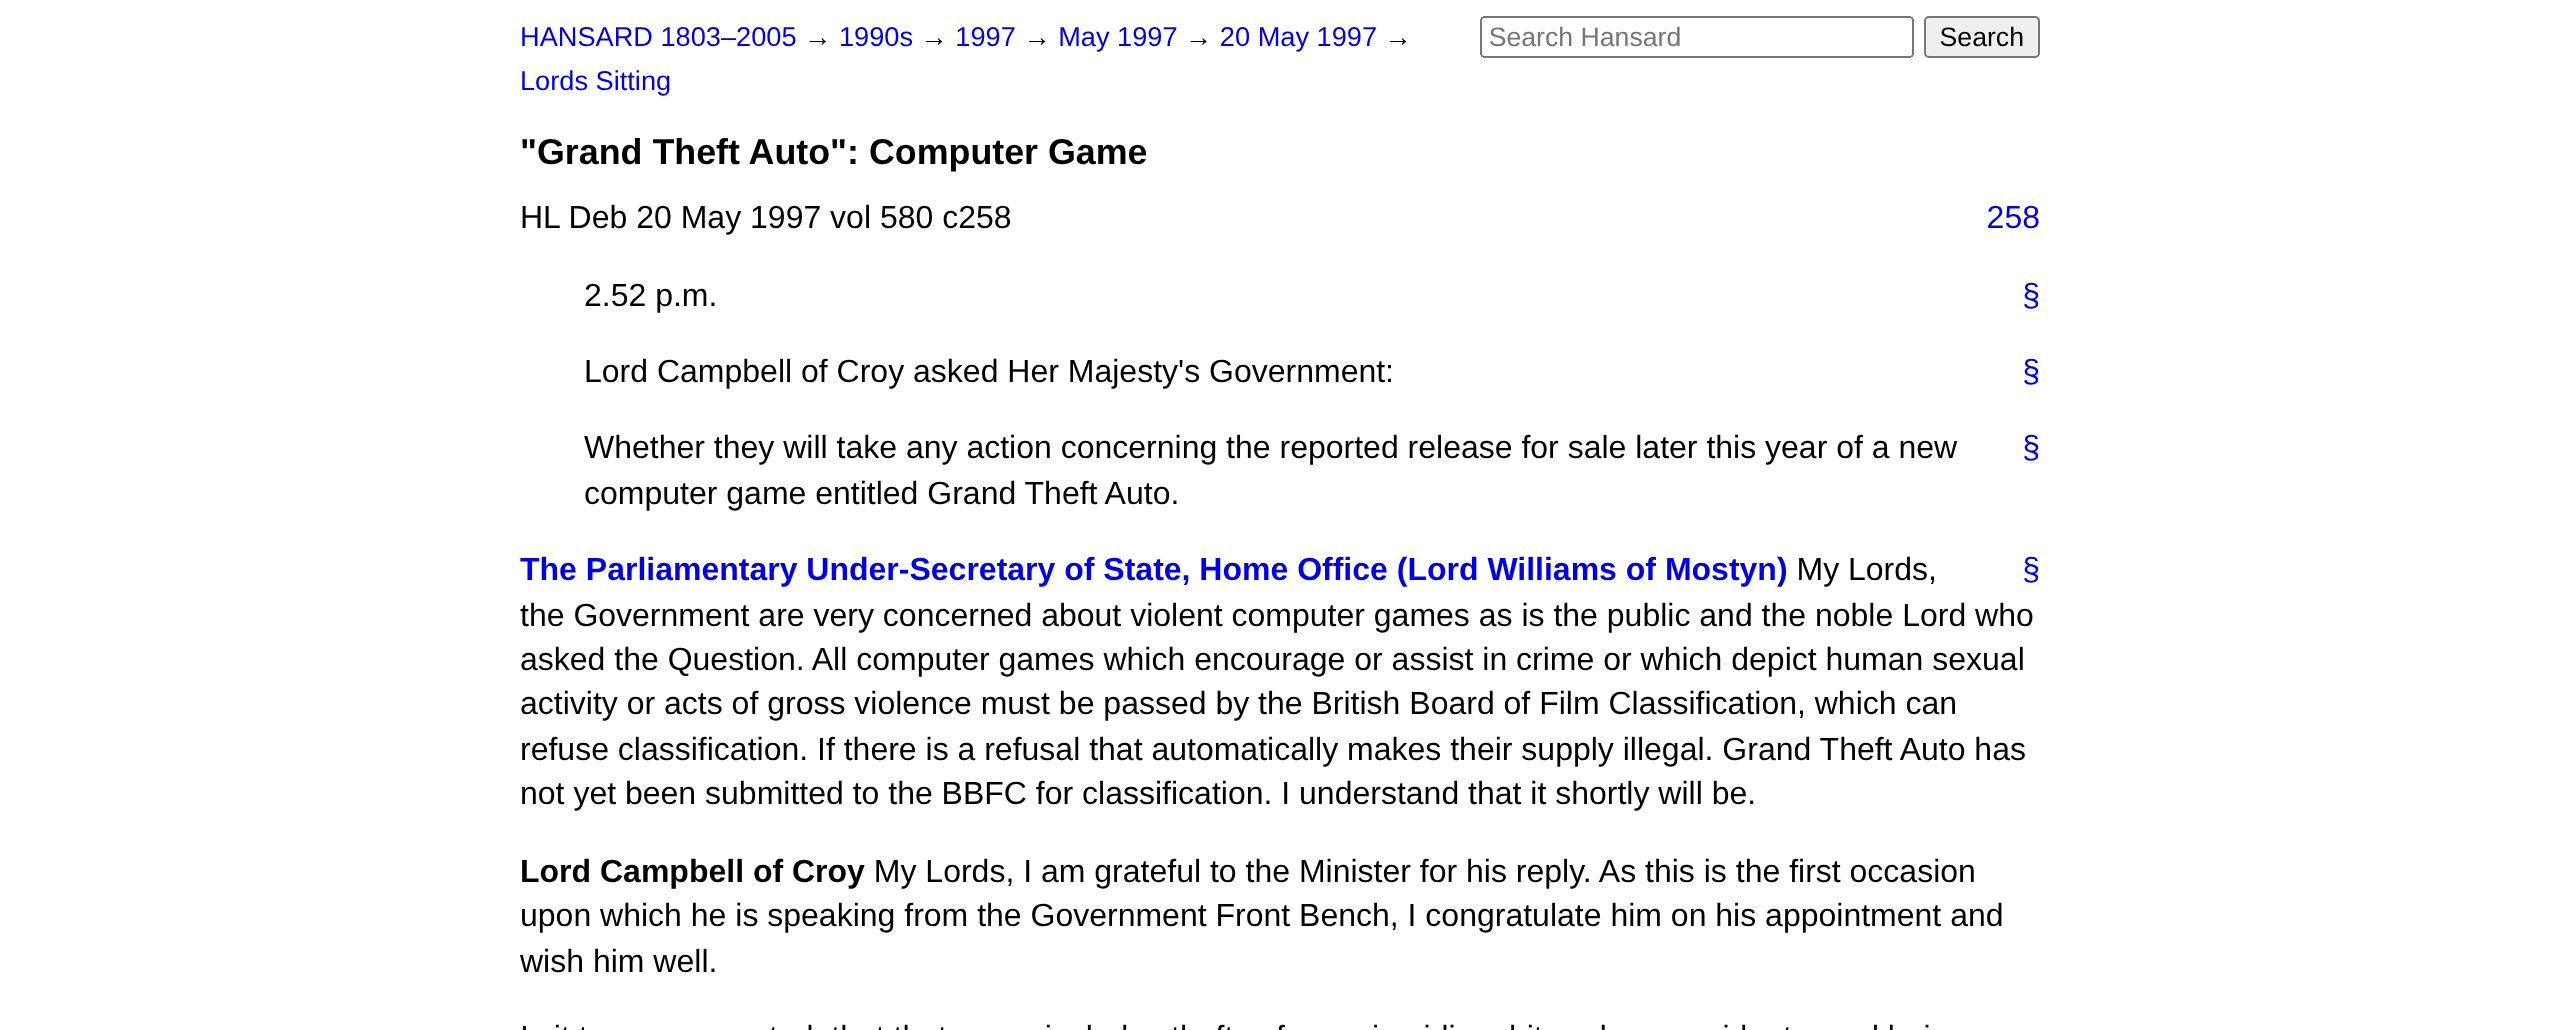 HANSARD 1803–2005 → 1990s → 1997 → May 1997 → 20 May 1997 →
Lords Sitting
Search Hansard
Search
"Grand Theft Auto": Computer Game
HL Deb 20 May 1997 vol 580 c258
258
2.52 p.m.
§
Lord Campbell of Croy asked Her Majesty's Government:
§
Whether they will take any action concerning the reported release for sale later this year of a new
§
computer game entitled Grand Theft Auto.
The Parliamentary Under-Secretary of State, Home Office (Lord Williams of Mostyn) My Lords,
§
the Government are very concerned about violent computer games as is the public and the noble Lord who
asked the Question. All computer games which encourage or assist in crime or which depict human sexual
activity or acts of gross violence must be passed by the British Board of Film Classification, which can
refuse classification. If there is a refusal that automatically makes their supply illegal. Grand Theft Auto has
not yet been submitted to the BBFC for classification. I understand that it shortly will be.
Lord Campbell of Croy My Lords, I am grateful to the Minister for his reply. As this is the first occasion
upon which he is speaking from the Government Front Bench, I congratulate him on his appointment and
wish him well.